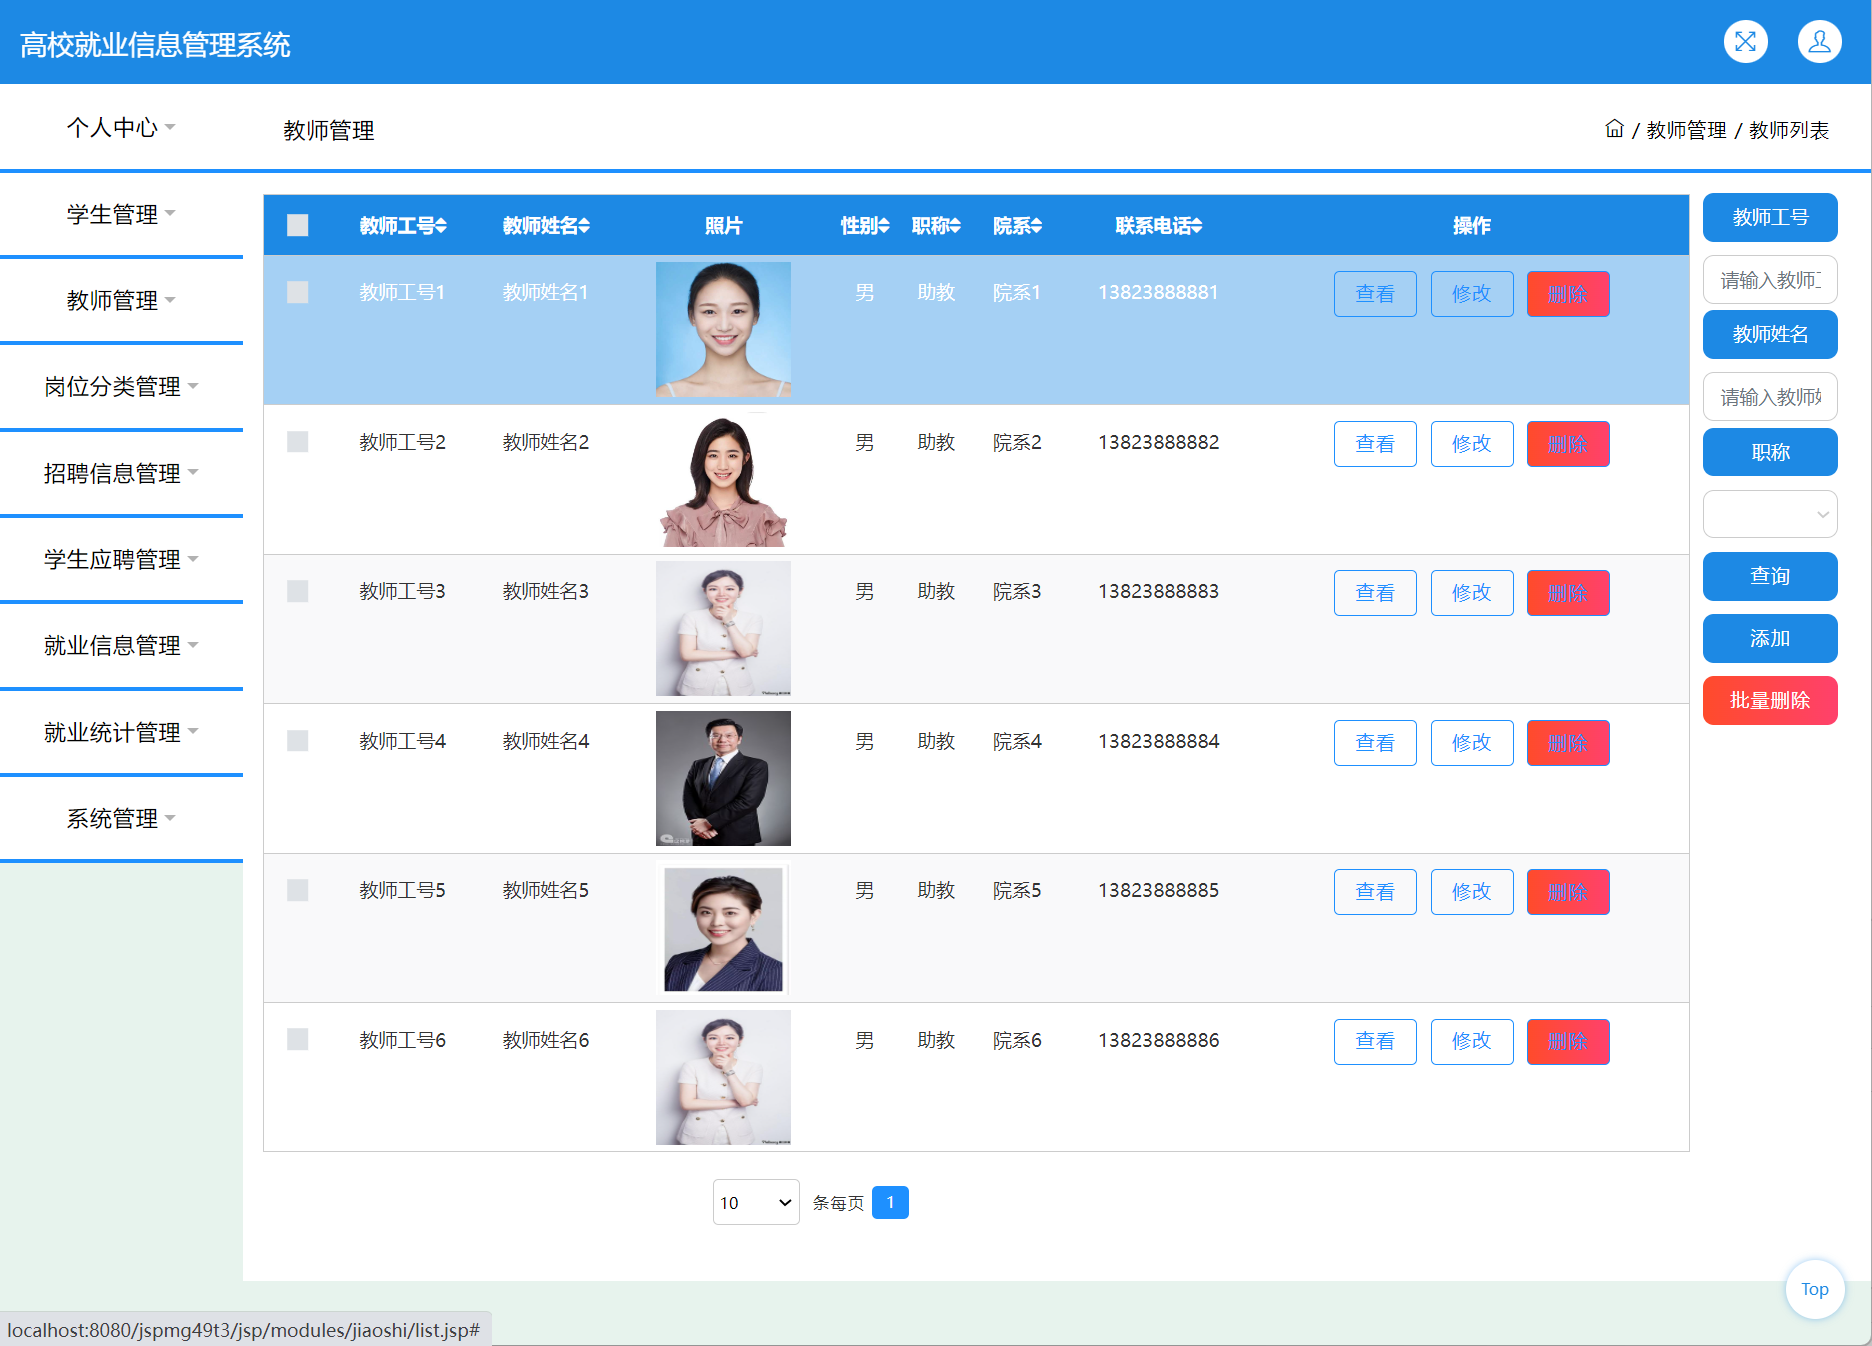 高校就业信息管理系统
个人中心
教师管理
/ 教师管理 / 教师列表
学生管理
教师管理
岗位分类管理
招聘信息管理
学生应聘管理
就业信息管理
就业统计管理
系统管理
教师工号 教师姓名 照片 性别 职称 院系 联系电话 操作
教师工号1 教师姓名1 男 助教 院系1 13823888881 查看 修改 删除
教师工号2 教师姓名2 男 助教 院系2 13823888882 查看 修改 删除
教师工号3 教师姓名3 男 助教 院系3 13823888883 查看 修改 删除
教师工号4 教师姓名4 男 助教 院系4 13823888884 查看 修改 删除
教师工号5 教师姓名5 男 助教 院系5 13823888885 查看 修改 删除
教师工号6 教师姓名6 男 助教 院系6 13823888886 查看 修改 删除
教师工号
请输入教师
教师姓名
请输入教师
职称
查询
添加
批量删除
10 条每页 1
Top
localhost:8080/jspmg49t3/jsp/modules/jiaoshi/list.jsp#